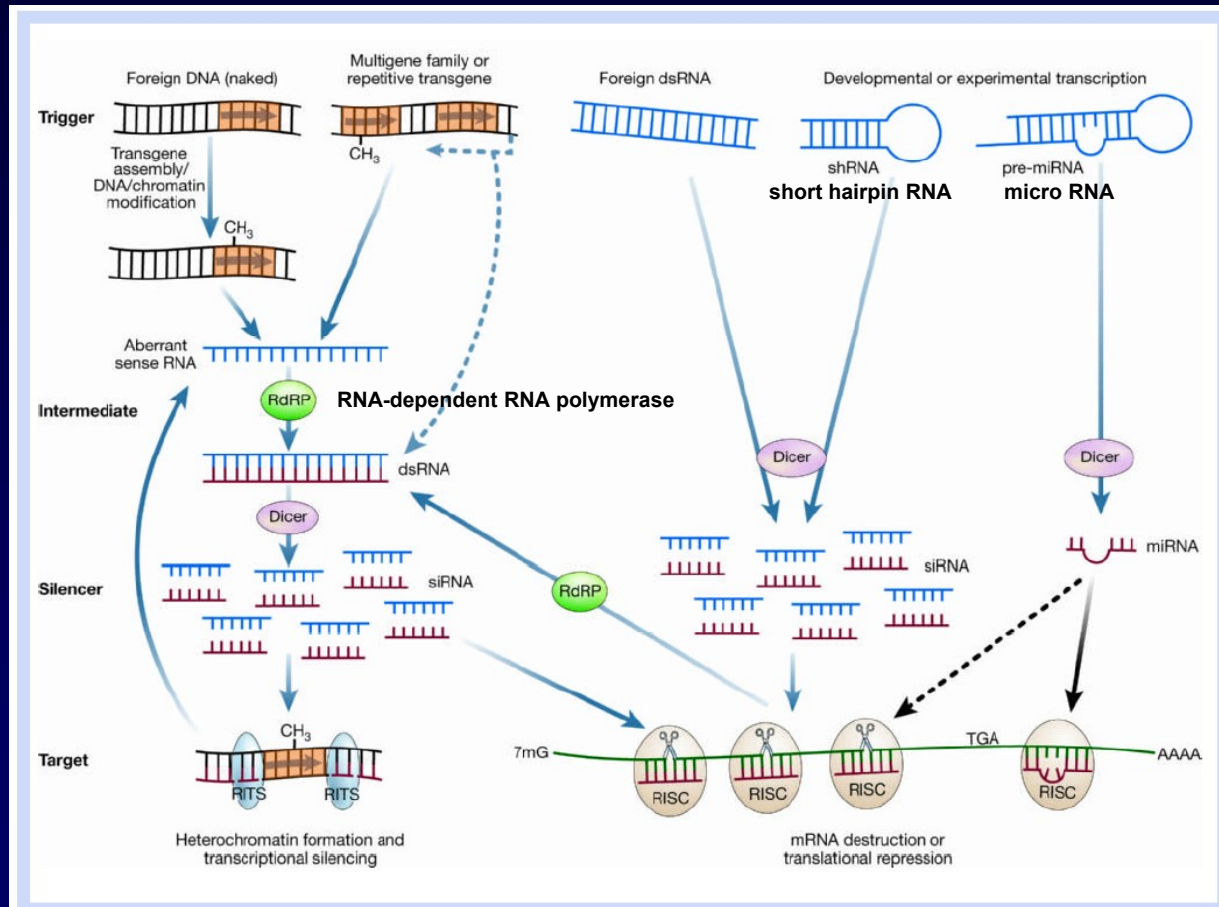 Foreign DNA (naked)
Multigene family or
repetitive transgene
Foreign dsRNA
Developmental or experimental transcription
Trigger
CH3
Transgene
assembly/
DNA/chromatin
modification
CH3
shRNA
short hairpin RNA
pre-miRNA
micro RNA
Aberrant
sense RNA
Intermediate
RdRP
RNA-dependent RNA polymerase
dsRNA
Dicer
Dicer
Dicer
Silencer
siRNA
RdRP
siRNA
miRNA
Target
CH3
RITS
RITS
7mG
TGA
AAAA
RISC
RISC
RISC
RISC
Heterochromatin formation and
transcriptional silencing
mRNA destruction or
translational repression